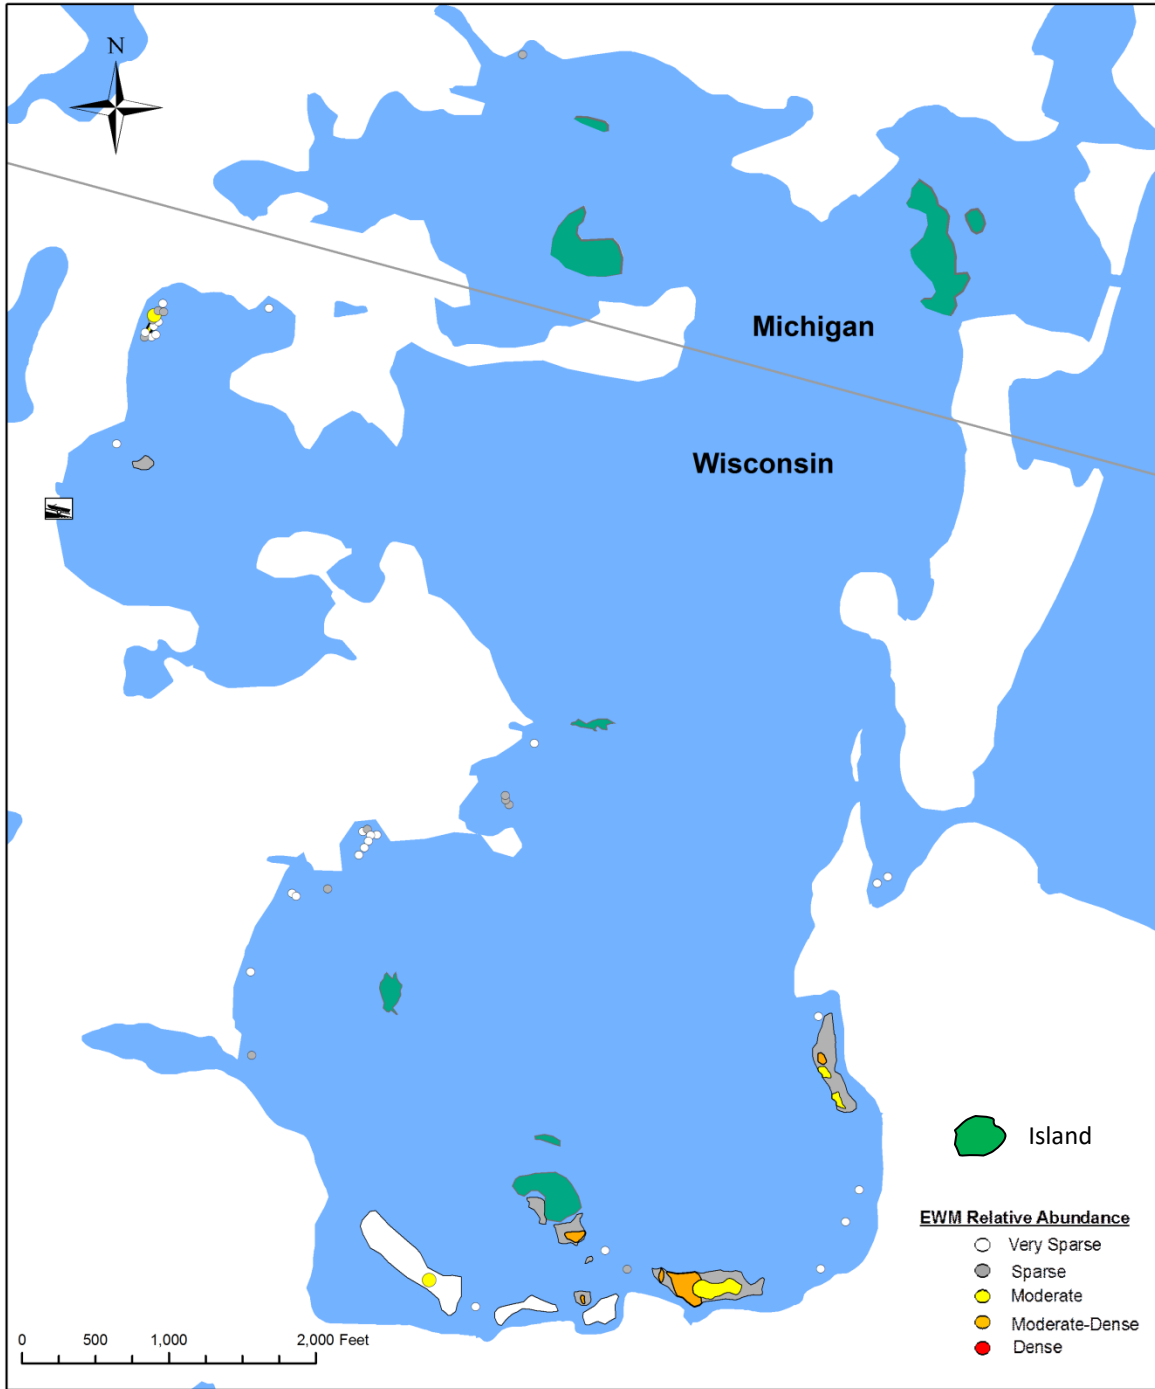 N
Michigan
Wisconsin
Island
EWM Relative Abundance
Very Sparse
Sparse
Moderate
Moderate-Dense
Dense
0 500 1,000 2,000 Feet